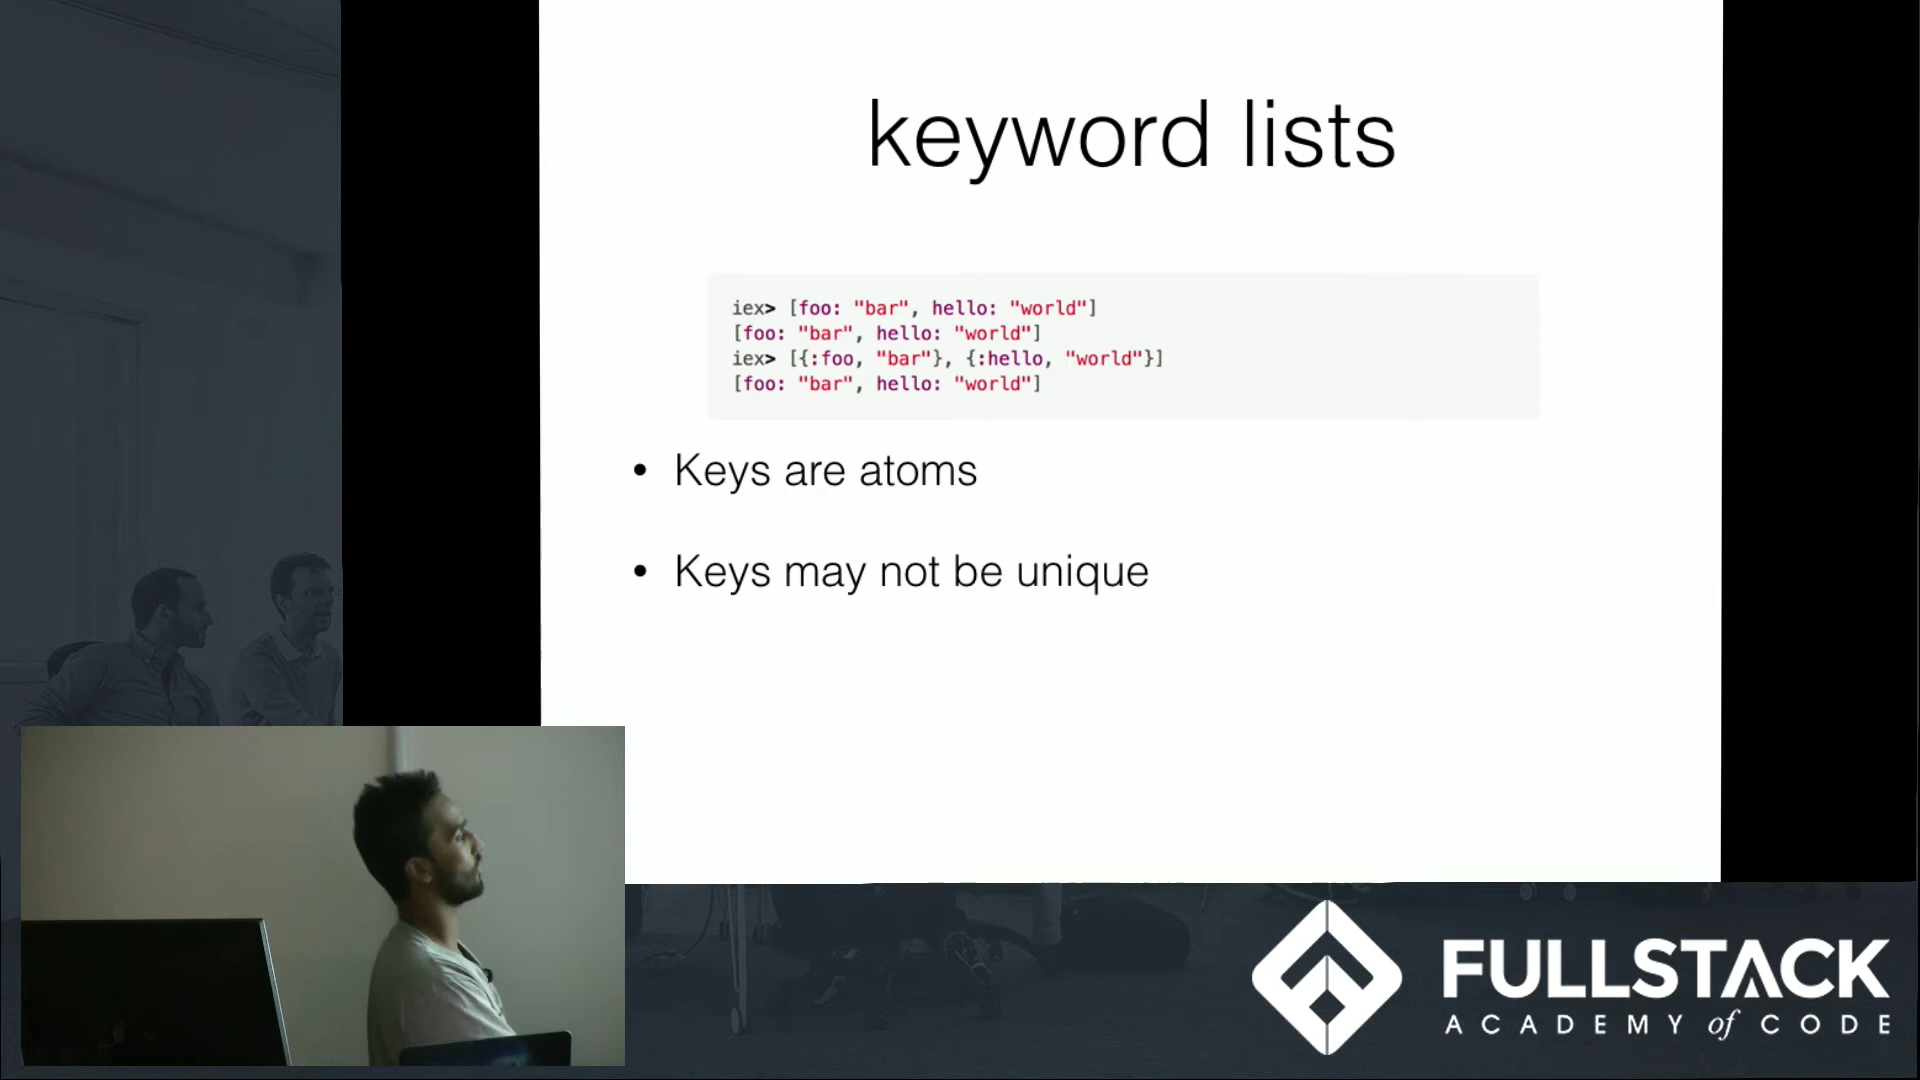 keyword lists
iex> [foo: "bar", hello: "world"]
[foo: "bar", hello: "world"]
iex> [{:foo, "bar"}, {:hello, "world"}]
[foo: "bar", hello: "world"]
• Keys are atoms
• Keys may not be unique
FULLSTACK
ACADEMY of CODE